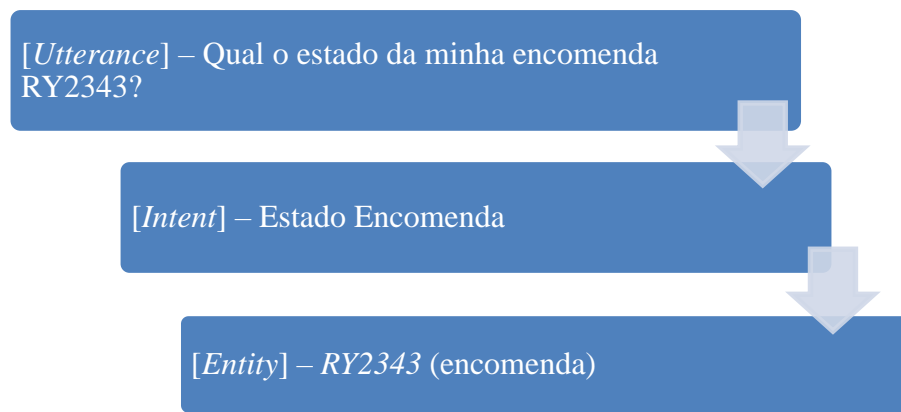 [Utterance] – Qual o estado da minha encomenda
RY2343?
[Intent] – Estado Encomenda
[Entity] – RY2343 (encomenda)